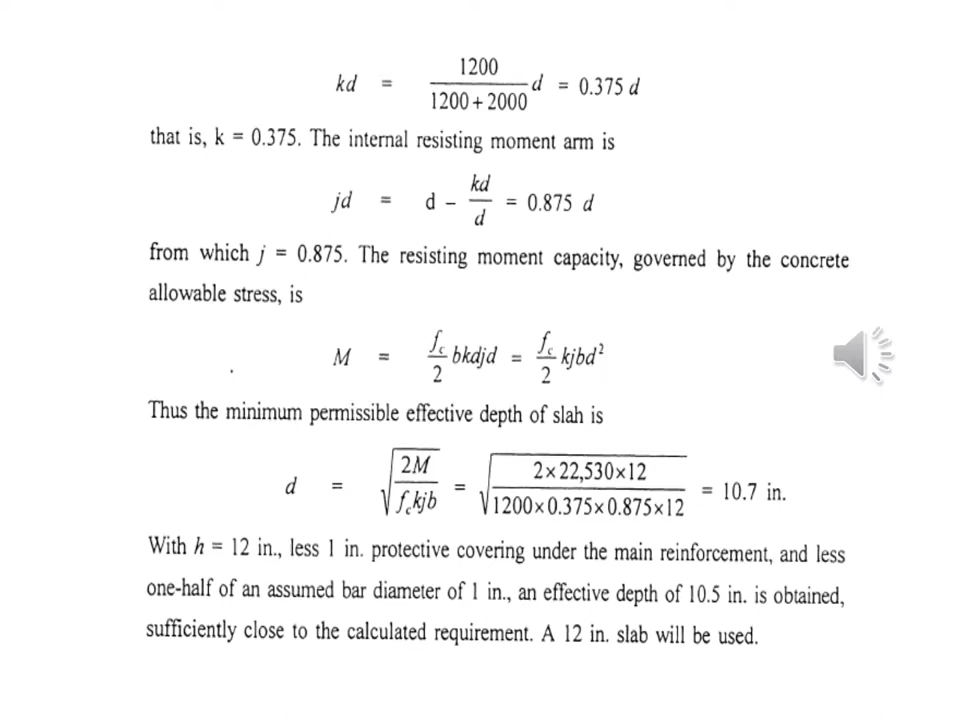 kd = 1200/(1200 + 2000) d = 0.375 d
that is, k = 0.375. The internal resisting moment arm is
jd = d − kd/d = 0.875 d
from which j = 0.875. The resisting moment capacity, governed by the concrete
allowable stress, is
M = f_c/2 bkdjd = f_c/2 kjbd²
Thus the minimum permissible effective depth of slah is
d = √(2M/(f_c kjb)) = √((2×22,530×12)/(1200×0.375×0.875×12)) = 10.7 in.
With h = 12 in., less 1 in. protective covering under the main reinforcement, and less
one-half of an assumed bar diameter of 1 in., an effective depth of 10.5 in. is obtained,
sufficiently close to the calculated requirement. A 12 in. slab will be used.